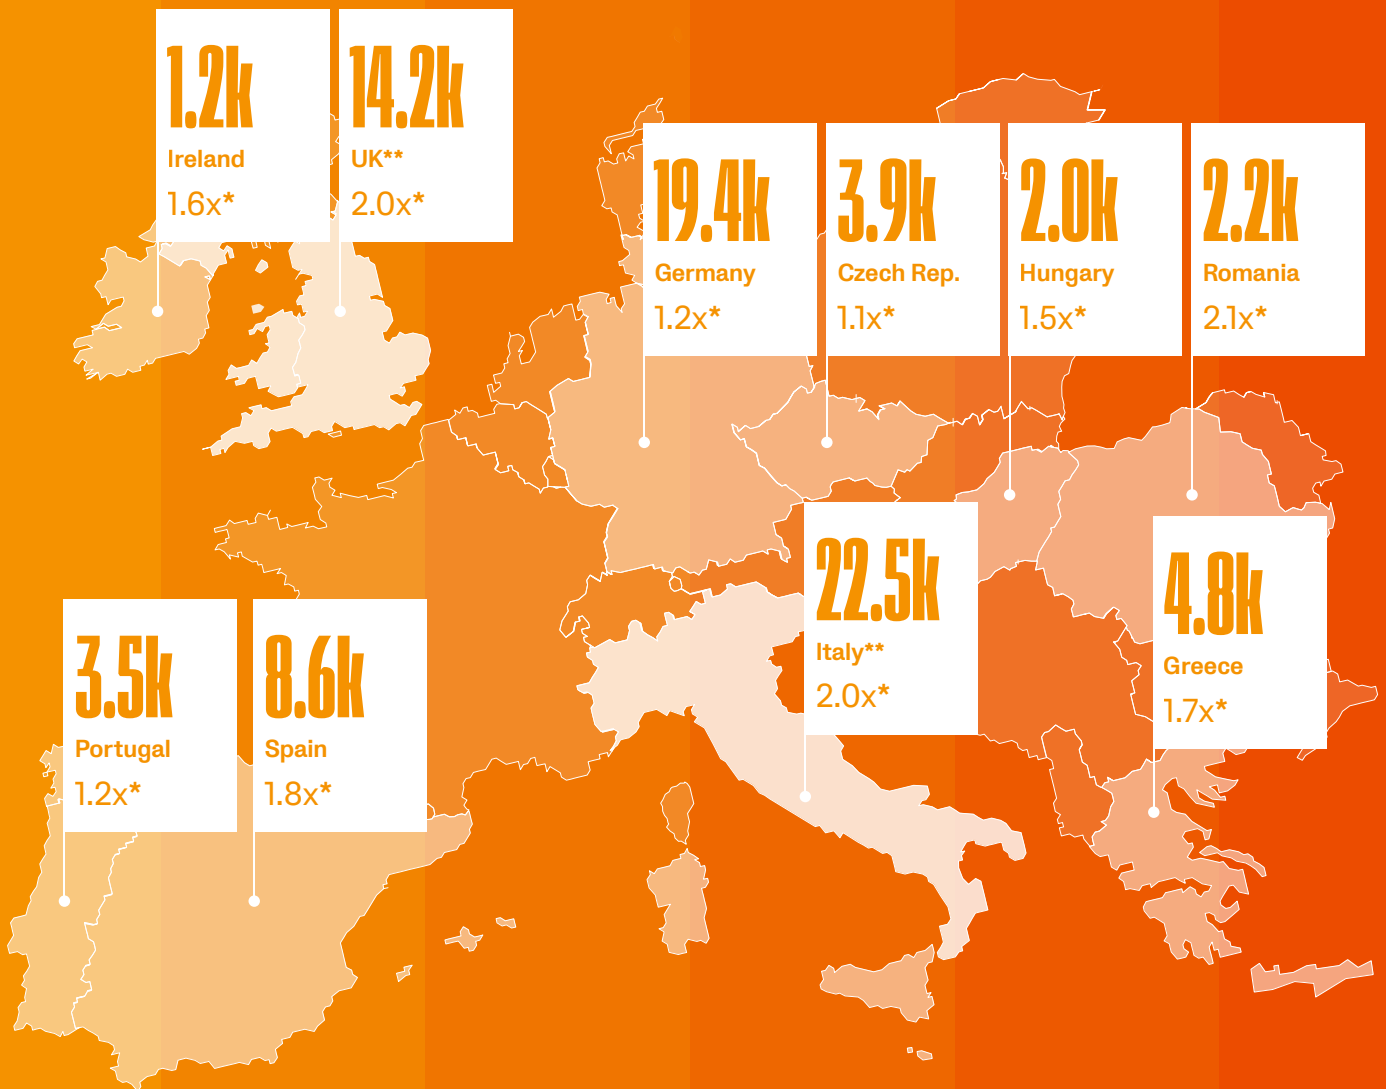 1.2k
Ireland
1.6x*
14.2k
UK**
2.0x*
19.4k
Germany
1.2x*
3.9k
Czech Rep.
1.1x*
2.0k
Hungary
1.5x*
2.2k
Romania
2.1x*
22.5k
Italy**
2.0x*
4.8k
Greece
1.7x*
3.5k
Portugal
1.2x*
8.6k
Spain
1.8x*